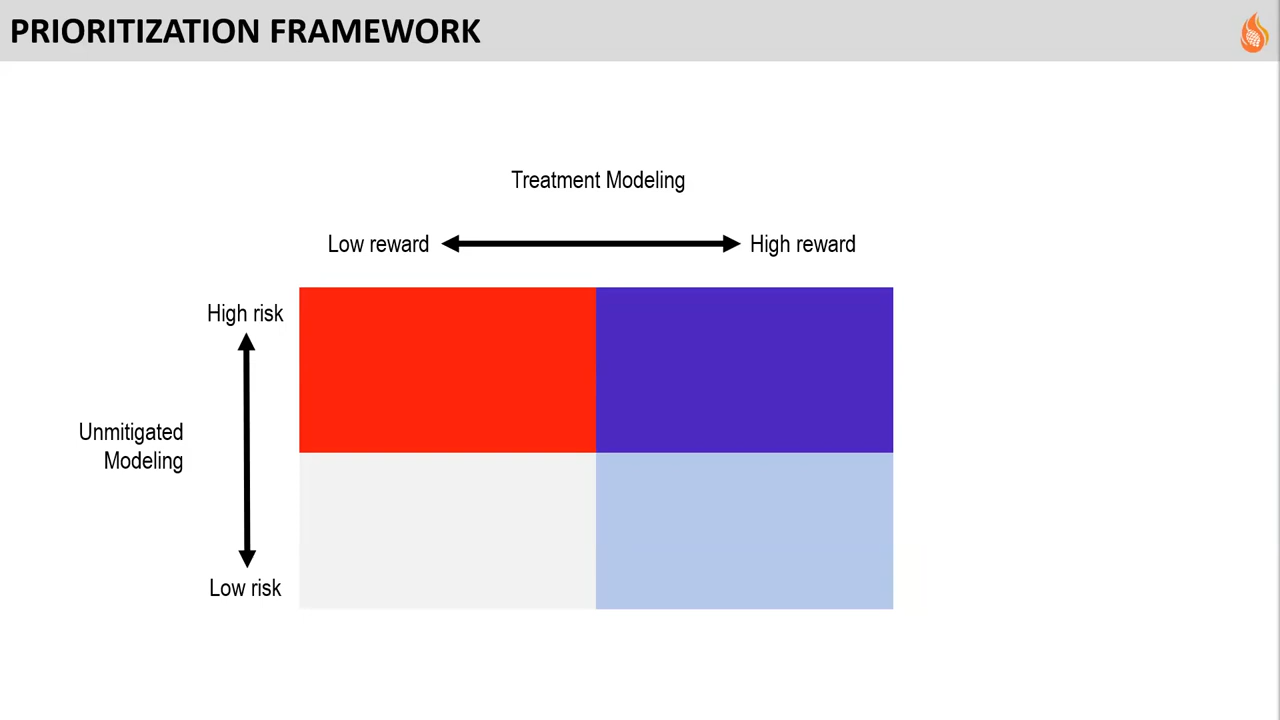 PRIORITIZATION FRAMEWORK
Treatment Modeling
Low reward
High reward
High risk
Unmitigated
Modeling
Low risk